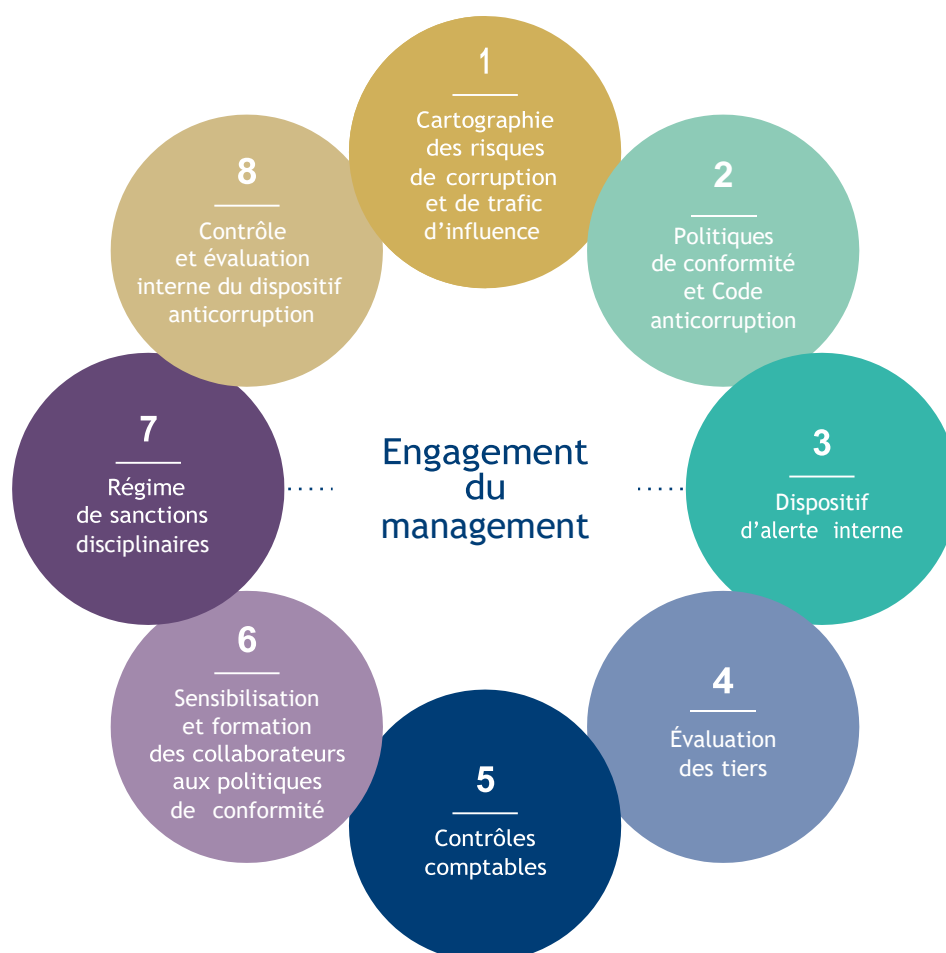 1
Cartographie
des risques
de corruption
et de trafic
d’influence
2
Politiques
de conformité
et Code
anticorruption
3
Dispositif
d’alerte interne
4
Évaluation
des tiers
5
Contrôles
comptables
6
Sensibilisation
et formation
des collaborateurs
aux politiques
de conformité
7
Régime
de sanctions
disciplinaires
8
Contrôle
et évaluation
interne du dispositif
anticorruption
Engagement
du
management